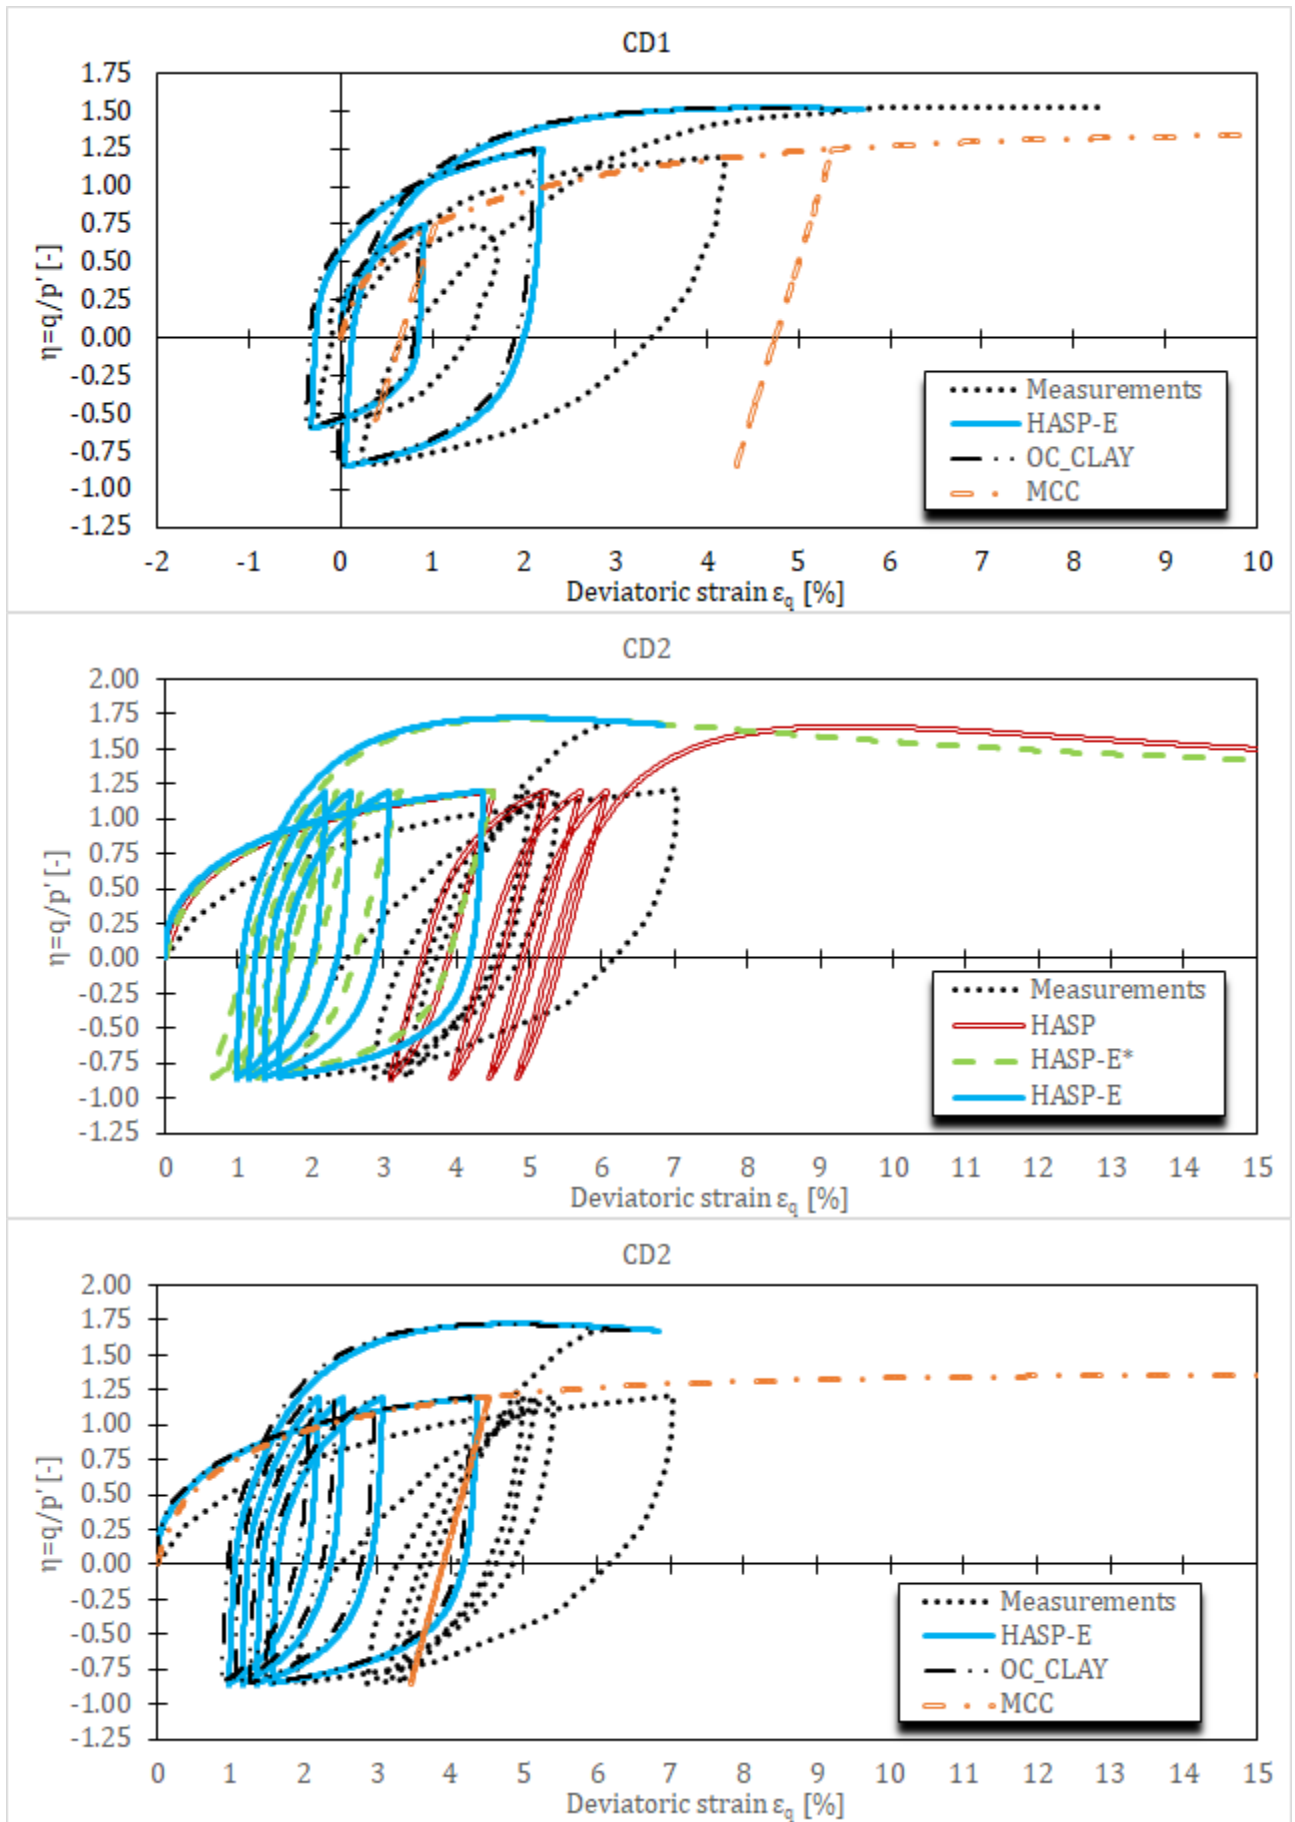 CD1
1.75
1.50
1.25
1.00
0.75
0.50
0.25
0.00
-0.25
-0.50
-0.75
-1.00
-1.25
η=q/p' [-]
Measurements
HASP-E
OC_CLAY
MCC
-2 -1 0 1 2 3 4 5 6 7 8 9 10
Deviatoric strain εq [%]
CD2
2.00
1.75
1.50
1.25
1.00
0.75
0.50
0.25
0.00
-0.25
-0.50
-0.75
-1.00
-1.25
η=q/p' [-]
Measurements
HASP
HASP-E*
HASP-E
0 1 2 3 4 5 6 7 8 9 10 11 12 13 14 15
Deviatoric strain εq [%]
CD2
2.00
1.75
1.50
1.25
1.00
0.75
0.50
0.25
0.00
-0.25
-0.50
-0.75
-1.00
-1.25
η=q/p' [-]
Measurements
HASP-E
OC_CLAY
MCC
0 1 2 3 4 5 6 7 8 9 10 11 12 13 14 15
Deviatoric strain εq [%]